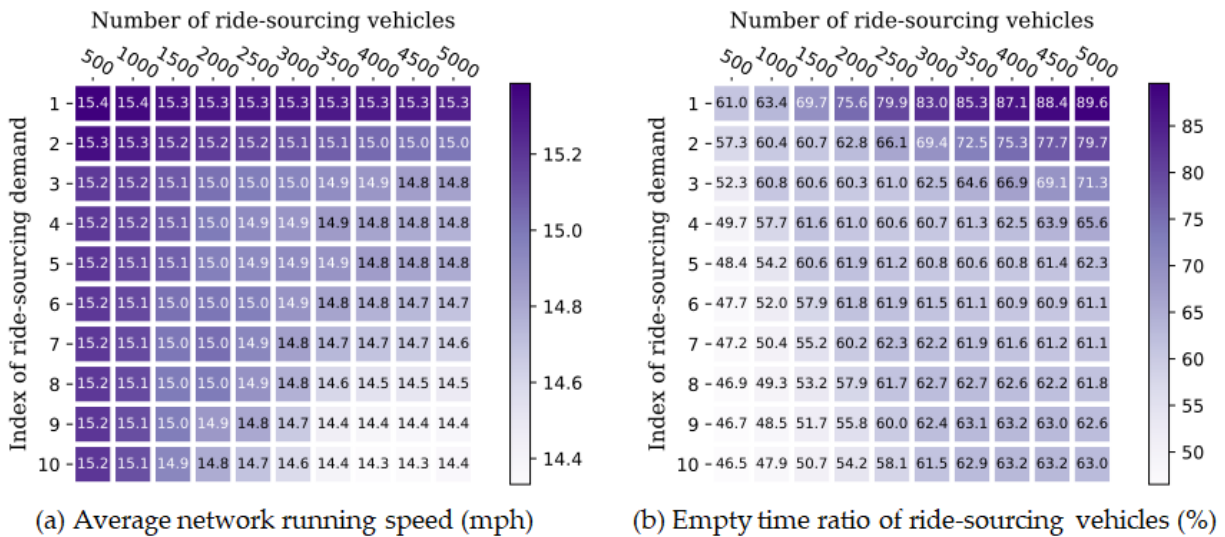 Number of ride-sourcing vehicles
500 1000 1500 2000 2500 3000 3500 4000 4500 5000
Index of ride-sourcing demand
1 15.4 15.4 15.3 15.3 15.3 15.3 15.3 15.3 15.3 15.3
2 15.3 15.3 15.2 15.2 15.2 15.1 15.1 15.0 15.0 15.0
3 15.2 15.2 15.1 15.0 15.0 15.0 14.9 14.9 14.8 14.8
4 15.2 15.2 15.1 15.0 14.9 14.9 14.9 14.8 14.8 14.8
5 15.2 15.1 15.1 15.0 14.9 14.9 14.9 14.8 14.8 14.8
6 15.2 15.1 15.0 15.0 15.0 14.9 14.8 14.8 14.7 14.7
7 15.2 15.1 15.0 15.0 14.9 14.8 14.7 14.7 14.7 14.6
8 15.2 15.1 15.0 15.0 14.9 14.8 14.6 14.5 14.5 14.5
9 15.2 15.1 15.0 14.9 14.8 14.7 14.4 14.4 14.4 14.4
10 15.2 15.1 14.9 14.8 14.7 14.6 14.4 14.3 14.3 14.4
15.2
15.0
14.8
14.6
14.4
(a) Average network running speed (mph)
Number of ride-sourcing vehicles
500 1000 1500 2000 2500 3000 3500 4000 4500 5000
Index of ride-sourcing demand
1 61.0 63.4 69.7 75.6 79.9 83.0 85.3 87.1 88.4 89.6
2 57.3 60.4 60.7 62.8 66.1 69.4 72.5 75.3 77.7 79.7
3 52.3 60.8 60.6 60.3 61.0 62.5 64.6 66.9 69.1 71.3
4 49.7 57.7 61.6 61.0 60.6 60.7 61.3 62.5 63.9 65.6
5 48.4 54.2 60.6 61.9 61.2 60.8 60.6 60.8 61.4 62.3
6 47.7 52.0 57.9 61.8 61.9 61.5 61.1 60.9 60.9 61.1
7 47.2 50.4 55.2 60.2 62.3 62.2 61.9 61.6 61.2 61.1
8 46.9 49.3 53.2 57.9 61.7 62.7 62.7 62.6 62.2 61.8
9 46.7 48.5 51.7 55.8 60.0 62.4 63.1 63.2 63.0 62.6
10 46.5 47.9 50.7 54.2 58.1 61.5 62.9 63.2 63.2 63.0
85
80
75
70
65
60
55
50
(b) Empty time ratio of ride-sourcing vehicles (%)